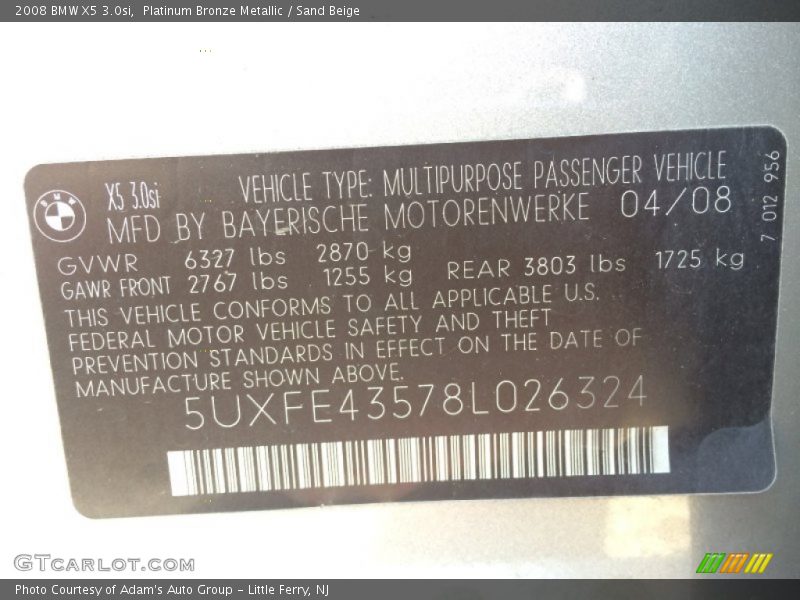 2008 BMW X5 3.0si, Platinum Bronze Metallic / Sand Beige
BMW
X5 3.0si VEHICLE TYPE: MULTIPURPOSE PASSENGER VEHICLE
MFD BY BAYERISCHE MOTORENWERKE 04/08
GVWR 6327 lbs 2870 kg
GAWR FRONT 2767 lbs 1255 kg REAR 3803 lbs 1725 kg
THIS VEHICLE CONFORMS TO ALL APPLICABLE U.S.
FEDERAL MOTOR VEHICLE SAFETY AND THEFT
PREVENTION STANDARDS IN EFFECT ON THE DATE OF
MANUFACTURE SHOWN ABOVE.
5UXFE43578L026324
7 012 956
GTCARLOT.COM
Photo Courtesy of Adam's Auto Group - Little Ferry, NJ